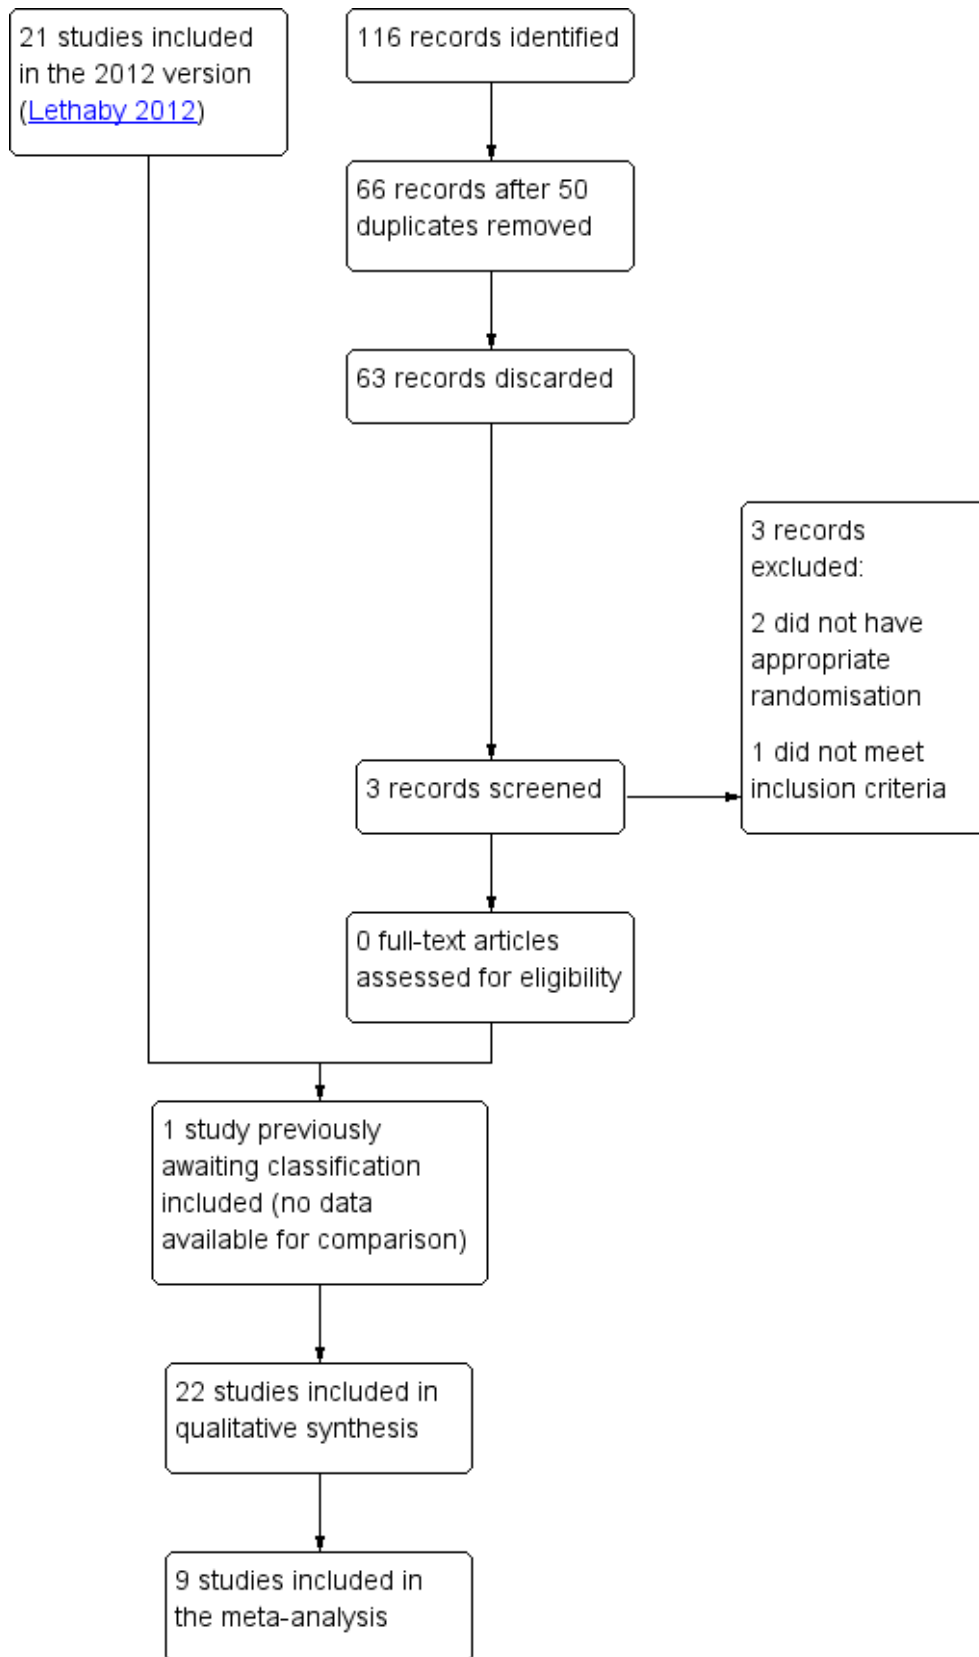 21 studies included
in the 2012 version
(Lethaby 2012)
116 records identified
66 records after 50
duplicates removed
63 records discarded
3 records
excluded:
2 did not have
appropriate
randomisation
1 did not meet
inclusion criteria
3 records screened
0 full-text articles
assessed for eligibility
1 study previously
awaiting classification
included (no data
available for comparison)
22 studies included in
qualitative synthesis
9 studies included in
the meta-analysis